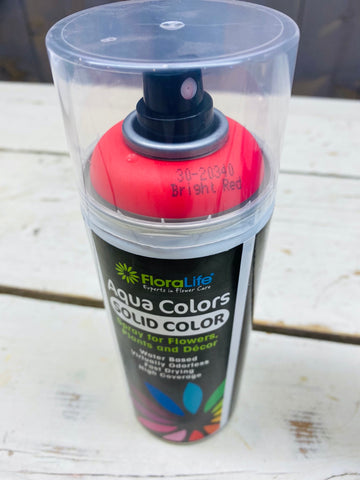 30-20340
Bright Red
FloraLife®
Experts in Flower Care
Aqua Colors
SOLID COLOR
Spray for Flowers,
Plants and Décor
Water Based
Virtually Odorless
Fast Drying
High Coverage